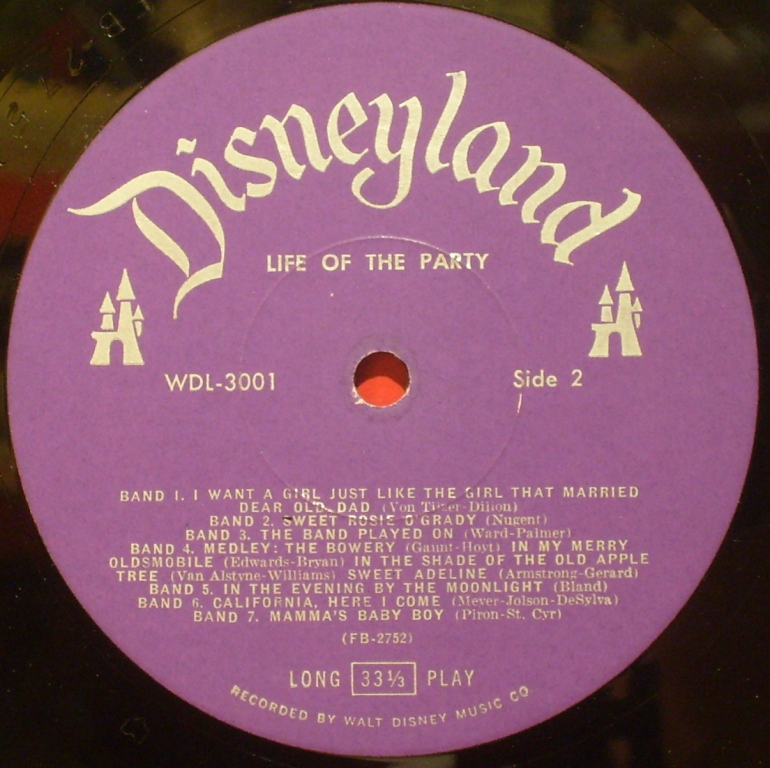 Disneyland
LIFE OF THE PARTY
WDL-3001
Side 2
BAND 1. I WANT A GIRL JUST LIKE THE GIRL THAT MARRIED
DEAR OLD DAD (Von Tilzer-Dillon)
BAND 2. SWEET ROSIE O'GRADY (Nugent)
BAND 3. THE BAND PLAYED ON (Ward-Palmer)
BAND 4. MEDLEY: THE BOWERY (Gaunt-Hoyt) IN MY MERRY
OLDSMOBILE (Edwards-Bryan) IN THE SHADE OF THE OLD APPLE
TREE (Van Alstyne-Williams) SWEET ADELINE (Armstrong-Gerard)
BAND 5. IN THE EVENING BY THE MOONLIGHT (Bland)
BAND 6. CALIFORNIA, HERE I COME (Meyer-Jolson-DeSylva)
BAND 7. MAMMA'S BABY BOY (Piron-St. Cyr)
(FB-2752)
LONG 33⅓ PLAY
RECORDED BY WALT DISNEY MUSIC CO.